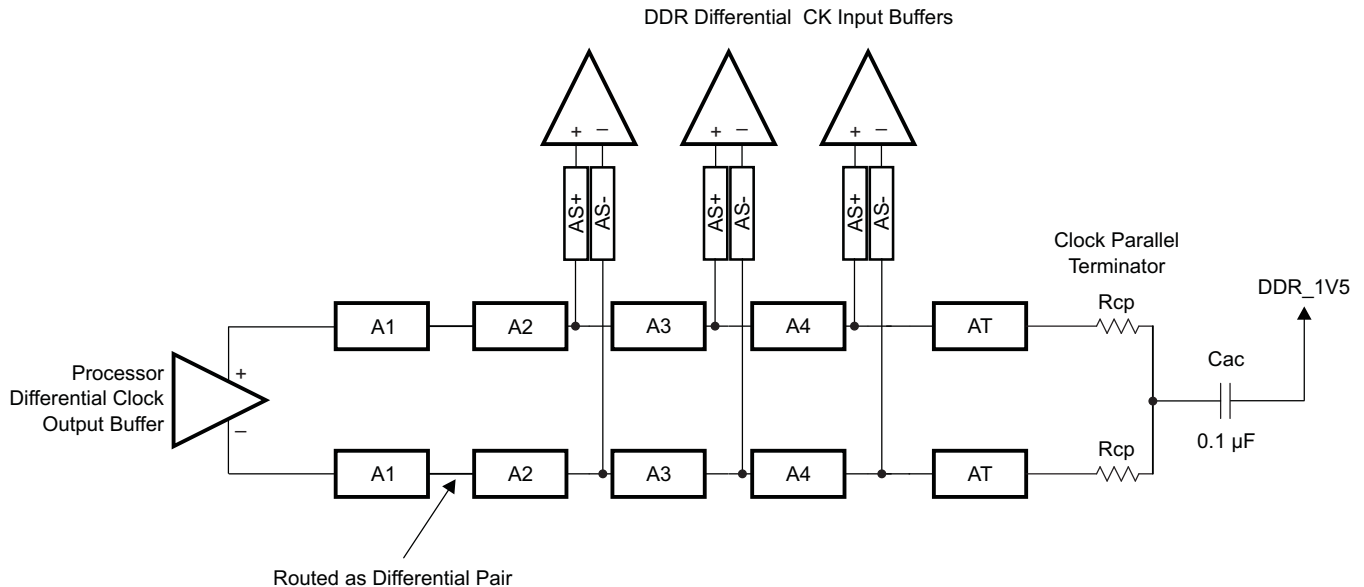 DDR Differential CK Input Buffers
+ –
+ –
+ –
AS+
AS-
AS+
AS-
AS+
AS-
Clock Parallel
Terminator
DDR_1V5
A1
A2
A3
A4
AT
Rcp
Processor
Differential Clock
Output Buffer
+
–
Cac
0.1 µF
A1
A2
A3
A4
AT
Rcp
Routed as Differential Pair